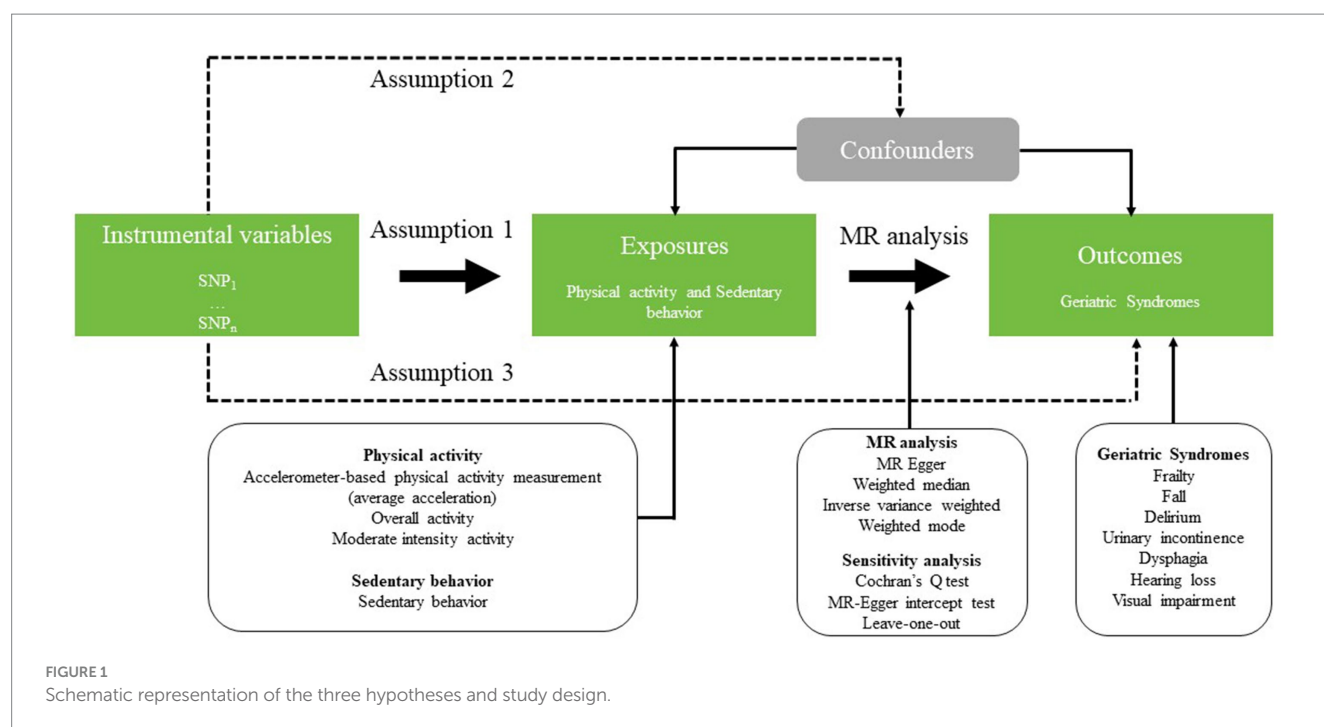 Assumption 2
Confounders
Instrumental variables
SNP1
...
SNPn
Assumption 1
Exposures
Physical activity and Sedentary
behavior
MR analysis
Outcomes
Geriatric Syndromes
Assumption 3
Physical activity
Accelerometer-based physical activity measurement
(average acceleration)
Overall activity
Moderate intensity activity
Sedentary behavior
Sedentary behavior
MR analysis
MR Egger
Weighted median
Inverse variance weighted
Weighted mode
Sensitivity analysis
Cochran's Q test
MR-Egger intercept test
Leave-one-out
Geriatric Syndromes
Frailty
Fall
Delirium
Urinary incontinence
Dysphagia
Hearing loss
Visual impairment
FIGURE 1
Schematic representation of the three hypotheses and study design.